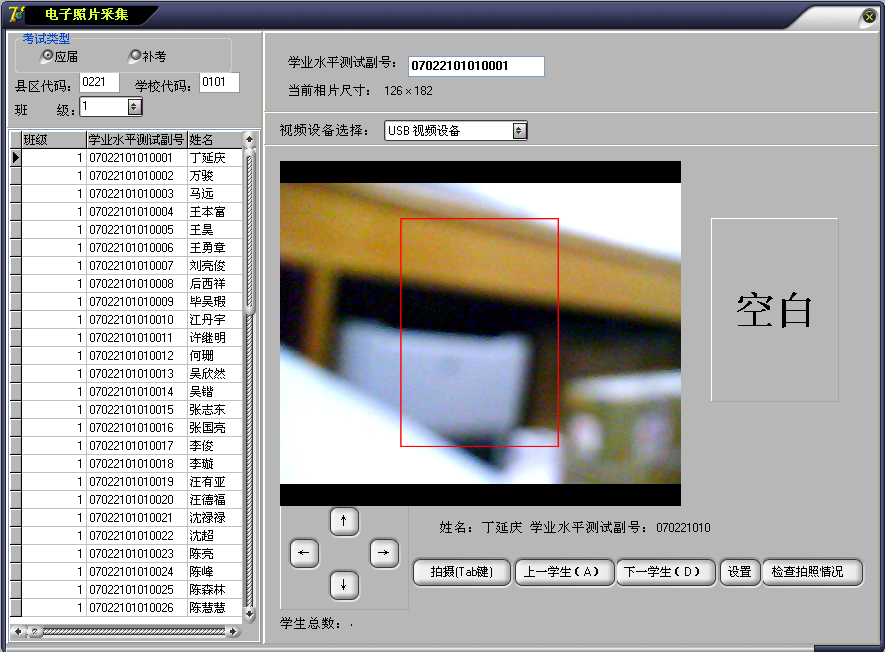 电子照片采集
考试类型
应届 补考
县区代码: 0221 学校代码: 0101
班 级: 1
班级 学业水平测试副号 姓名
1 07022101010001 丁延庆
1 07022101010002 万骏
1 07022101010003 马远
1 07022101010004 王本富
1 07022101010005 王昊
1 07022101010006 王勇章
1 07022101010007 刘亮俊
1 07022101010008 后西祥
1 07022101010009 毕昊瑕
1 07022101010010 江丹宇
1 07022101010011 许继明
1 07022101010012 何珊
1 07022101010013 吴欣然
1 07022101010014 吴锴
1 07022101010015 张志东
1 07022101010016 张国亮
1 07022101010017 李俊
1 07022101010018 李璇
1 07022101010019 汪有亚
1 07022101010020 汪德福
1 07022101010021 沈禄禄
1 07022101010022 沈超
1 07022101010023 陈亮
1 07022101010024 陈峰
1 07022101010025 陈森林
1 07022101010026 陈慧慧
学业水平测试副号: 07022101010001
当前相片尺寸: 126×182
视频设备选择: USB 视频设备
空白
姓名: 丁延庆 学业水平测试副号: 070221010
拍摄(Tab键) 上一学生(A) 下一学生(D) 设置 检查拍照情况
学生总数: .